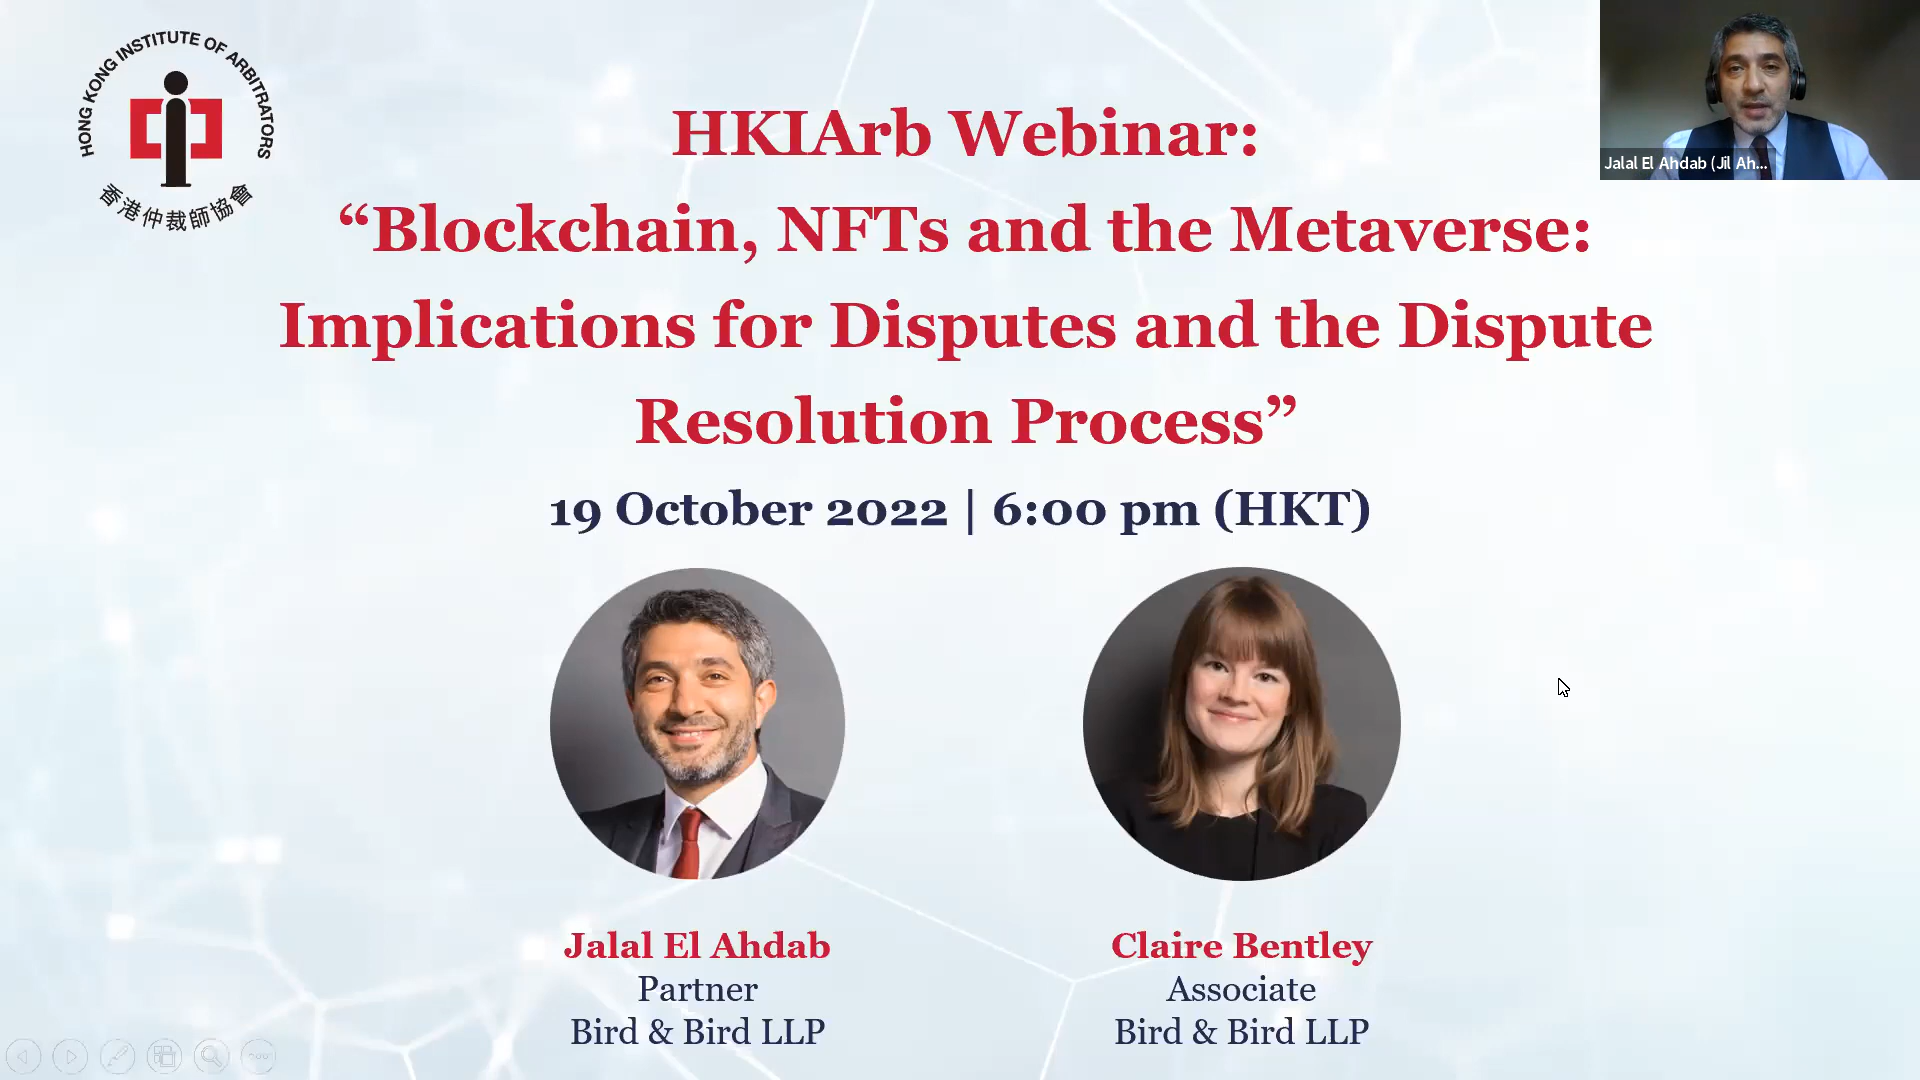 HONG KONG INSTITUTE OF ARBITRATORS
香港仲裁師協會
HKIArb Webinar:
“Blockchain, NFTs and the Metaverse:
Implications for Disputes and the Dispute
Resolution Process”
19 October 2022 | 6:00 pm (HKT)
Jalal El Ahdab (Jil Ah...
Jalal El Ahdab
Partner
Bird & Bird LLP
Claire Bentley
Associate
Bird & Bird LLP